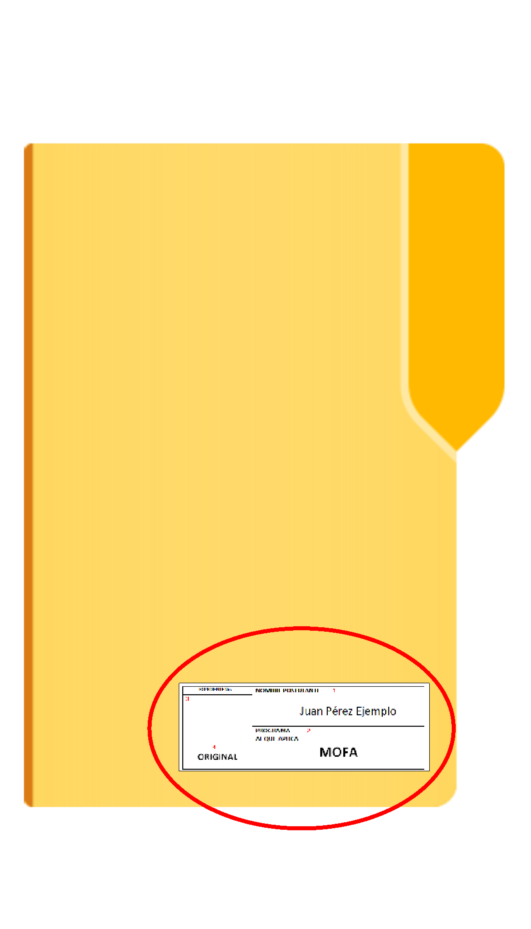 NOMBRE POSTULANTE 1
3
Juan Pérez Ejemplo
PROGRAMA 2
AL QUE APLICA
4
ORIGINAL
MOFA